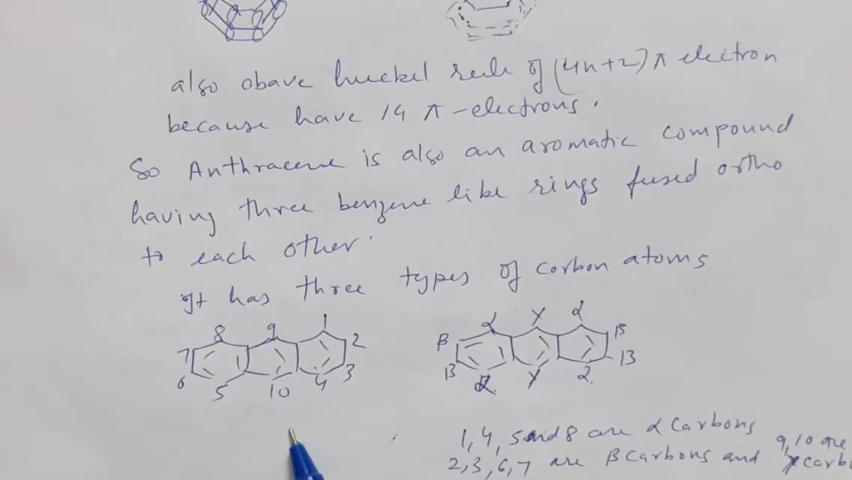 also obave huckel rule of (4n+2) π electron
because have 14 π-electrons.
So Anthracene is also an aromatic compound
having three benzene like rings fused ortho
to each other.
It has three types of corbon atoms
8 9 1
7 2
6 3
5 10 4
α γ α
β β
β β
α γ α
1, 4, 5 and 8 are α carbons 9, 10 are
2, 3, 6, 7 are β carbons and γ carbo